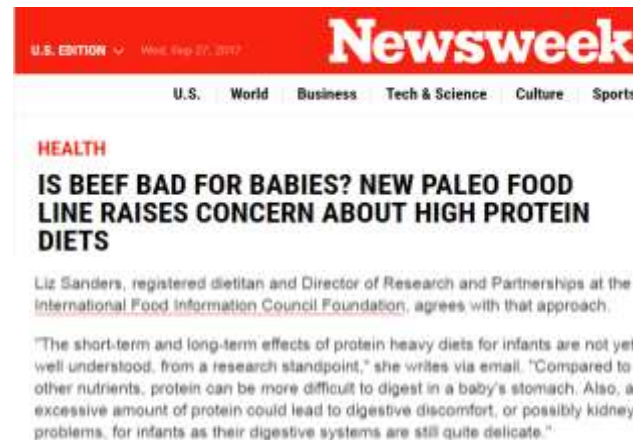 U.S. EDITION Wed, Sep 27, 2017 Newsweek
U.S. World Business Tech & Science Culture Sports
HEALTH
IS BEEF BAD FOR BABIES? NEW PALEO FOOD
LINE RAISES CONCERN ABOUT HIGH PROTEIN
DIETS
Liz Sanders, registered dietitan and Director of Research and Partnerships at the
International Food Information Council Foundation, agrees with that approach.
"The short-term and long-term effects of protein heavy diets for infants are not yet
well understood, from a research standpoint," she writes via email. "Compared to
other nutrients, protein can be more difficult to digest in a baby's stomach. Also, a
excessive amount of protein could lead to digestive discomfort, or possibly kidney
problems, for infants as their digestive systems are still quite delicate."